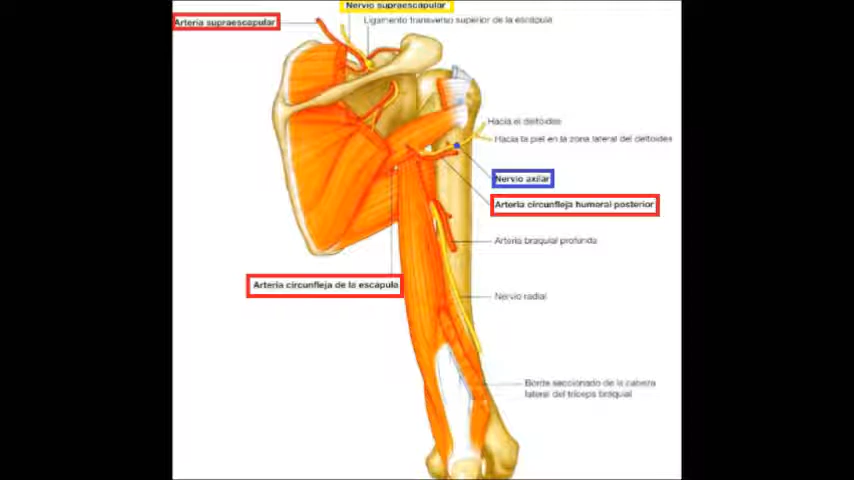 Nervio supraescapular
Arteria supraescapular
Ligamento transverso superior de la escápula
Hacia el deltoides
Hacia la piel en la zona lateral del deltoides
Nervio axilar
Arteria circunfleja humeral posterior
Arteria braquial profunda
Arteria circunfleja de la escápula
Nervio radial
Borde seccionado de la cabeza
lateral del tríceps braquial